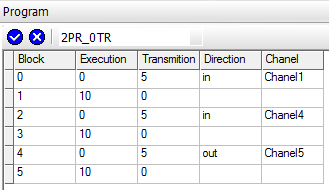 Program
2PR_0TR
Block Execution Transmition Direction Chanel
0 0 5 in Chanel1
1 10 0
2 0 5 in Chanel4
3 10 0
4 0 5 out Chanel5
5 10 0